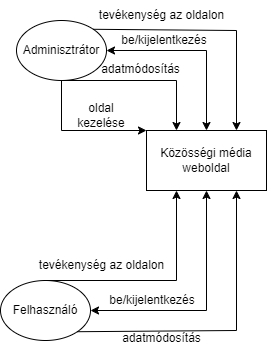 tevékenység az oldalon
Adminisztrátor
be/kijelentkezés
adatmódosítás
oldal
kezelése
Közösségi média
weboldal
tevékenység az oldalon
Felhasználó
be/kijelentkezés
adatmódosítás